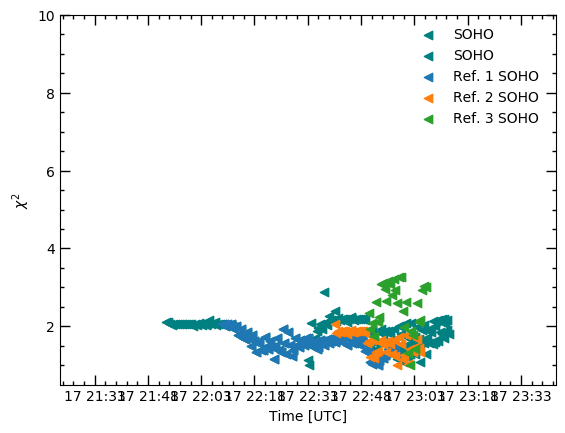 10
8
6
4
2
χ²
SOHO
SOHO
Ref. 1 SOHO
Ref. 2 SOHO
Ref. 3 SOHO
17 21:33 17 21:48 17 22:03 17 22:18 17 22:33 17 22:48 17 23:03 17 23:18 17 23:33
Time [UTC]